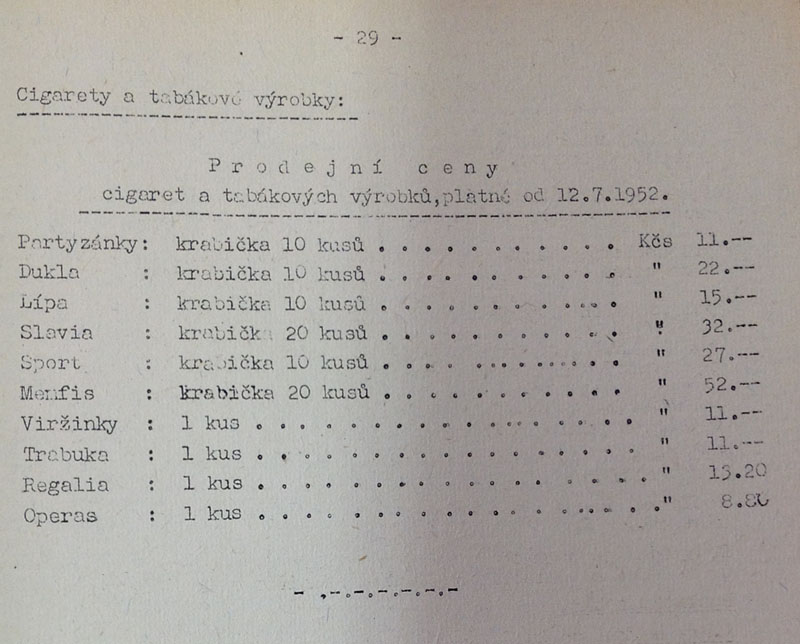 - 29 -
Cigarety a tabákové výrobky:
Prodejní ceny
cigaret a tabákových výrobků,platné od 12.7.1952.
Partyzánky: krabička 10 kusů . . . . . . . . . . . Kčs 11.--
Dukla : krabička 10 kusů . . . . . . . . . . . " 22.--
Lípa : krabička 10 kusů . . . . . . . . . . . " 15.--
Slavia : krabičk 20 kusů . . . . . . . . . . . " 32.--
Sport : krabička 10 kusů . . . . . . . . . . . " 27.--
Menfis : krabička 20 kusů . . . . . . . . . . . " 52.--
Viržinky : 1 kus . . . . . . . . . . . . . . . . . " 11.--
Trabuka : 1 kus . . . . . . . . . . . . . . . . . " 11.--
Regalia : 1 kus . . . . . . . . . . . . . . . . . " 13.20
Operas : 1 kus . . . . . . . . . . . . . . . . . " 8.80